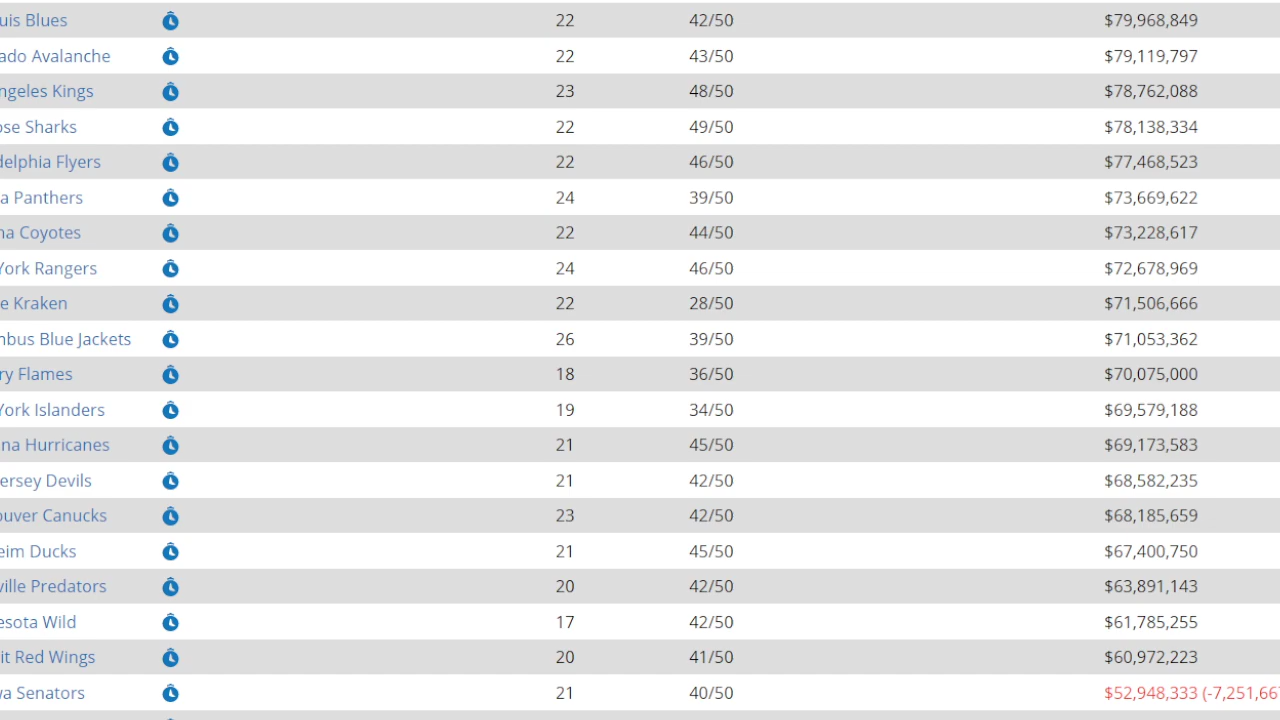 uis Blues 22 42/50 $79,968,849
ado Avalanche 22 43/50 $79,119,797
ngeles Kings 23 48/50 $78,762,088
ose Sharks 22 49/50 $78,138,334
delphia Flyers 22 46/50 $77,468,523
a Panthers 24 39/50 $73,669,622
na Coyotes 22 44/50 $73,228,617
York Rangers 24 46/50 $72,678,969
e Kraken 22 28/50 $71,506,666
mbus Blue Jackets 26 39/50 $71,053,362
ry Flames 18 36/50 $70,075,000
York Islanders 19 34/50 $69,579,188
ina Hurricanes 21 45/50 $69,173,583
ersey Devils 21 42/50 $68,582,235
ouver Canucks 23 42/50 $68,185,659
eim Ducks 21 45/50 $67,400,750
ville Predators 20 42/50 $63,891,143
esota Wild 17 42/50 $61,785,255
it Red Wings 20 41/50 $60,972,223
wa Senators 21 40/50 $52,948,333 (-7,251,667